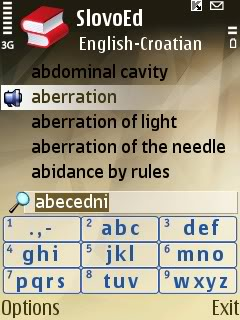 SlovoEd
3G English-Croatian
abdominal cavity
aberration
aberration of light
aberration of the needle
abidance by rules
abecedni
1 .,- 2 abc 3 def
4 ghi 5 jkl 6 mno
7 pqrs 8 tuv 9 wxyz
Options Exit